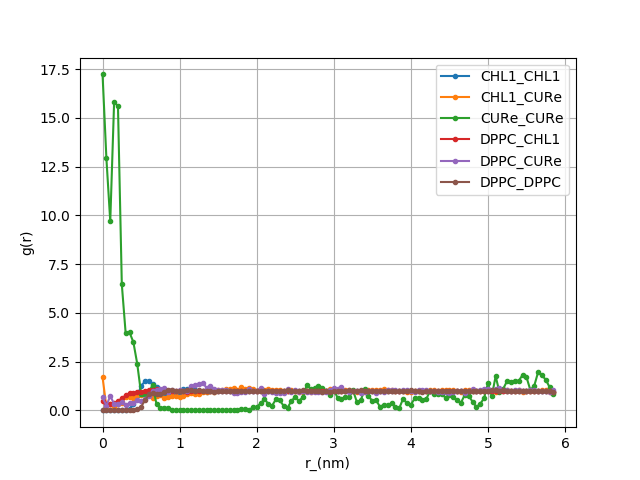 17.5
15.0
12.5
10.0
7.5
5.0
2.5
0.0
g(r)
CHL1_CHL1
CHL1_CURe
CURe_CURe
DPPC_CHL1
DPPC_CURe
DPPC_DPPC
0 1 2 3 4 5 6
r_(nm)